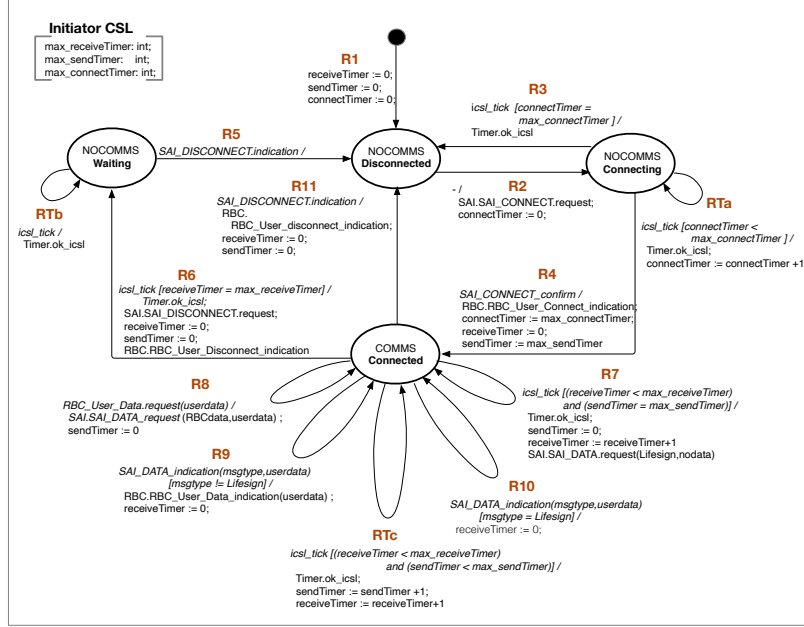 Initiator CSL
max_receiveTimer: int;
max_sendTimer: int;
max_connectTimer: int;
R1
receiveTimer := 0;
sendTimer := 0;
connectTimer := 0;
R3
icsl_tick [connectTimer =
max_connectTimer ] /
Timer.ok_icsl
R5
SAI_DISCONNECT.indication /
NOCOMMS
Waiting
NOCOMMS
Disconnected
NOCOMMS
Connecting
R11
SAI_DISCONNECT.indication /
RBC.
RBC_User_disconnect_indication;
receiveTimer := 0;
sendTimer := 0;
R2
- /
SAI.SAI_CONNECT.request;
connectTimer := 0;
RTa
icsl_tick [connectTimer <
max_connectTimer ] /
Timer.ok_icsl;
connectTimer := connectTimer +1
RTb
icsl_tick /
Timer.ok_icsl
R6
icsl_tick [receiveTimer = max_receiveTimer] /
Timer.ok_icsl;
SAI.SAI_DISCONNECT.request;
receiveTimer := 0;
sendTimer := 0;
RBC.RBC_User_Disconnect_indication
R4
SAI_CONNECT_confirm /
RBC.RBC_User_Connect_indication;
connectTimer := max_connectTimer;
receiveTimer := 0;
sendTimer := max_sendTimer
COMMS
Connected
R8
RBC_User_Data.request(userdata) /
SAI.SAI_DATA_request (RBCdata,userdata) ;
sendTimer := 0
R7
icsl_tick [(receiveTimer < max_receiveTimer)
and (sendTimer = max_sendTimer)] /
Timer.ok_icsl;
sendTimer := 0;
receiveTimer := receiveTimer+1
SAI.SAI_DATA.request(Lifesign,nodata)
R9
SAI_DATA_indication(msgtype,userdata)
[msgtype != Lifesign] /
RBC.RBC_User_Data_indication(userdata) ;
receiveTimer := 0;
R10
SAI_DATA_indication(msgtype,userdata)
[msgtype = Lifesign] /
receiveTimer := 0;
RTc
icsl_tick [(receiveTimer < max_receiveTimer)
and (sendTimer < max_sendTimer)] /
Timer.ok_icsl;
sendTimer := sendTimer +1;
receiveTimer := receiveTimer+1